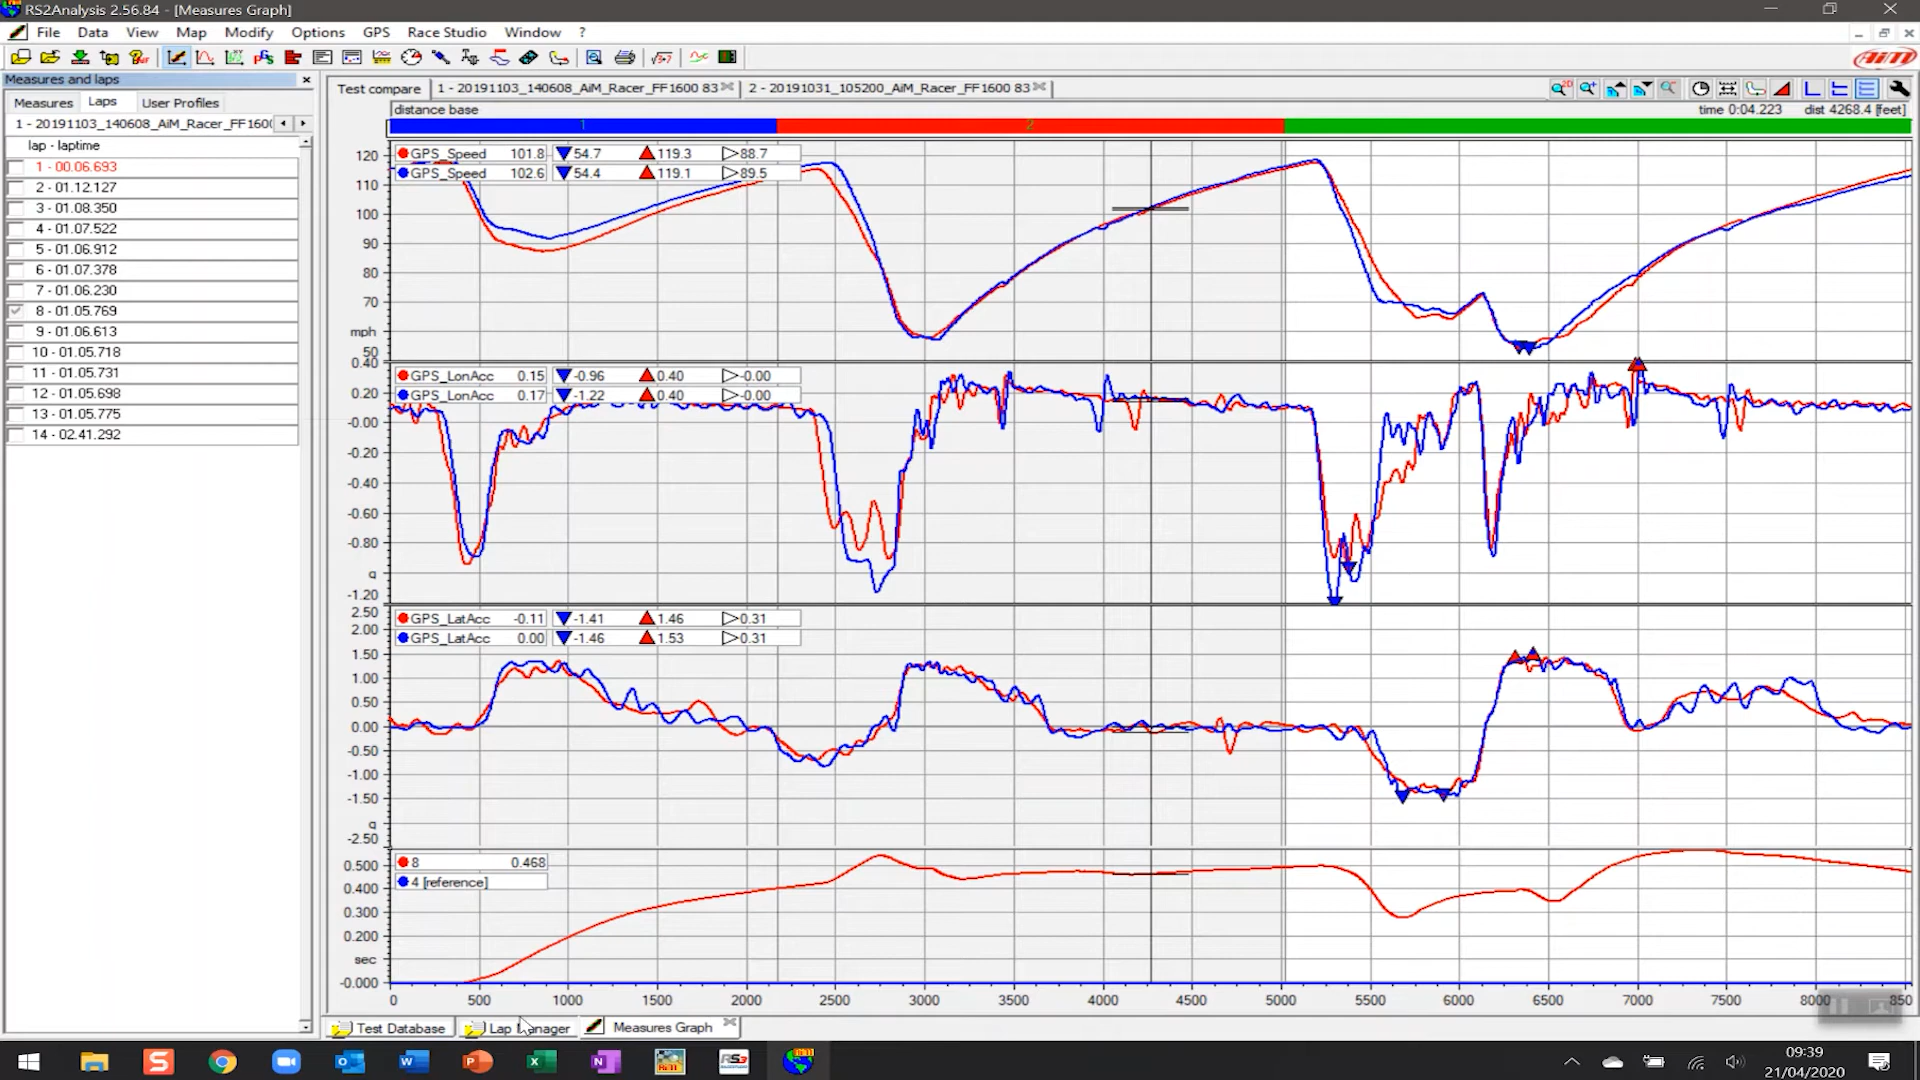 RS2Analysis 2.56.84 - [Measures Graph]
File Data View Map Modify Options GPS Race Studio Window ?
AiM
Measures and laps
Measures Laps User Profiles
1 - 20191103_140608_AiM_Racer_FF160(
lap - laptime
1 - 00.06.693
2 - 01.12.127
3 - 01.08.350
4 - 01.07.522
5 - 01.06.912
6 - 01.07.378
7 - 01.06.230
8 - 01.05.769
9 - 01.06.613
10 - 01.05.718
11 - 01.05.731
12 - 01.05.698
13 - 01.05.775
14 - 02.41.292
Test compare 1 - 20191103_140608_AiM_Racer_FF1600 83 2 - 20191031_105200_AiM_Racer_FF1600 83
distance base time 0:04.223 dist 4268.4 [feet]
1 2
GPS_Speed 101.8 54.7 119.3 88.7
GPS_Speed 102.6 54.4 119.1 89.5
120
110
100
90
80
70
mph
50
0.40
GPS_LonAcc 0.15 -0.96 0.40 -0.00
GPS_LonAcc 0.17 -1.22 0.40 -0.00
0.20
-0.00
-0.20
-0.40
-0.60
-0.80
g
-1.20
2.50
GPS_LatAcc -0.11 -1.41 1.46 0.31
GPS_LatAcc 0.00 -1.46 1.53 0.31
2.00
1.50
1.00
0.50
0.00
-0.50
-1.00
-1.50
g
-2.50
8 0.468
4 [reference]
0.500
0.400
0.300
0.200
sec
-0.000
0 500 1000 1500 2000 2500 3000 3500 4000 4500 5000 5500 6000 6500 7000 7500 8000 850
Test Database Lap Manager Measures Graph
RS3
09:39
21/04/2020